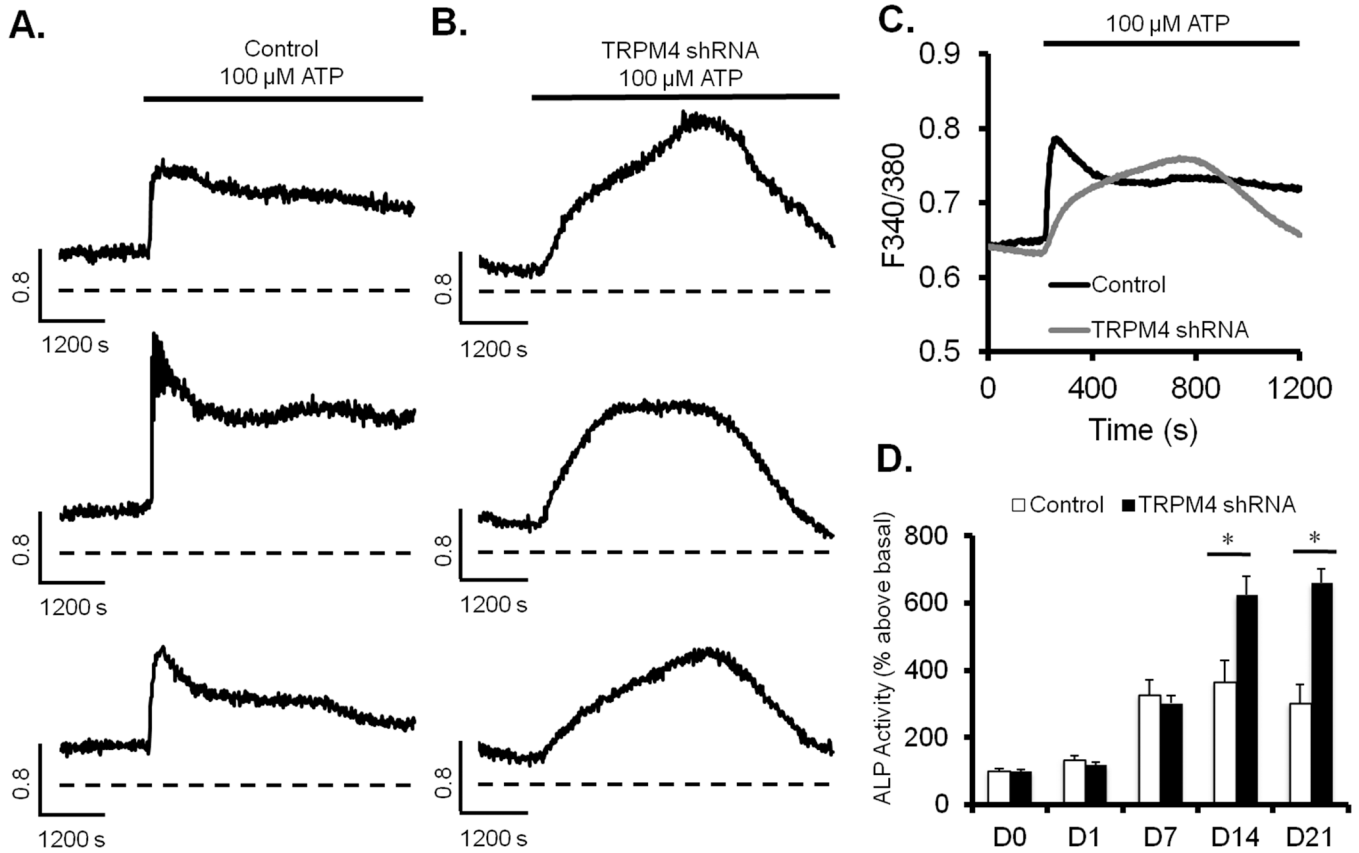 A.
Control
100 µM ATP
0.8
1200 s
0.8
1200 s
0.8
1200 s
B.
TRPM4 shRNA
100 µM ATP
0.8
1200 s
0.8
1200 s
0.8
1200 s
C.
100 µM ATP
F340/380
0.9
0.8
0.7
0.6
0.5
Control
TRPM4 shRNA
0 400 800 1200
Time (s)
D.
Control TRPM4 shRNA
ALP Activity (% above basal)
800
600
400
200
0
* *
D0 D1 D7 D14 D21